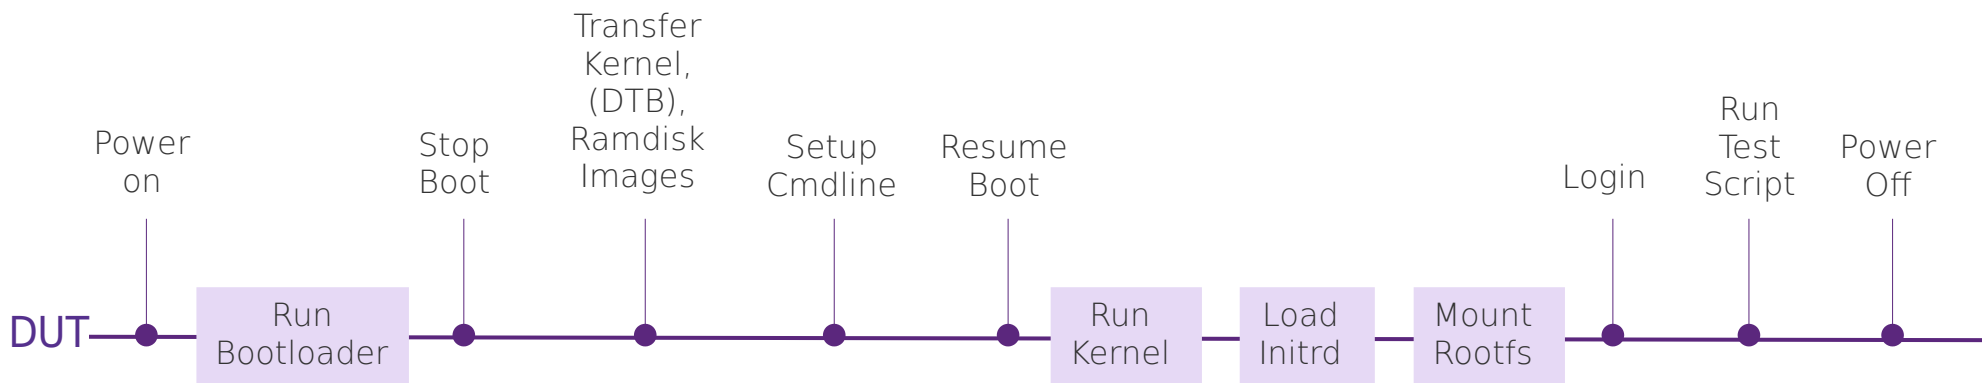 Power
on
Stop
Boot
Transfer
Kernel,
(DTB),
Ramdisk
Images
Setup
Cmdline
Resume
Boot
Login
Run
Test
Script
Power
Off
DUT
Run
Bootloader
Run
Kernel
Load
Initrd
Mount
Rootfs